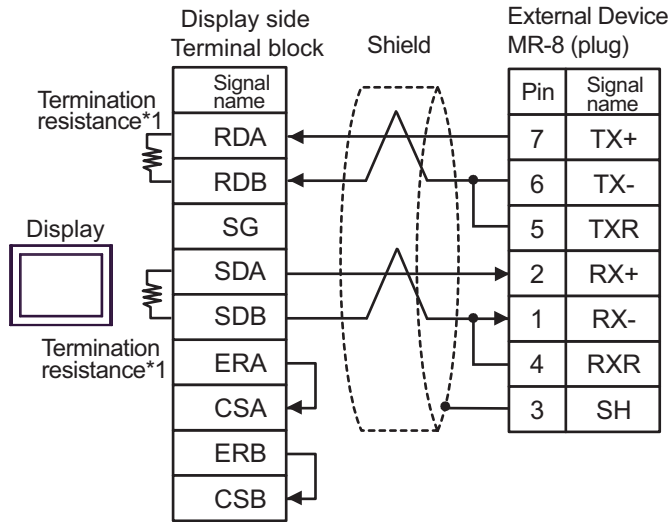 Display side
Terminal block
Shield
External Device
MR-8 (plug)
Signal
name
Pin
Signal
name
Termination
resistance*1
RDA
7
TX+
RDB
6
TX-
SG
5
TXR
Display
SDA
2
RX+
SDB
1
RX-
Termination
resistance*1
ERA
4
RXR
CSA
3
SH
ERB
CSB